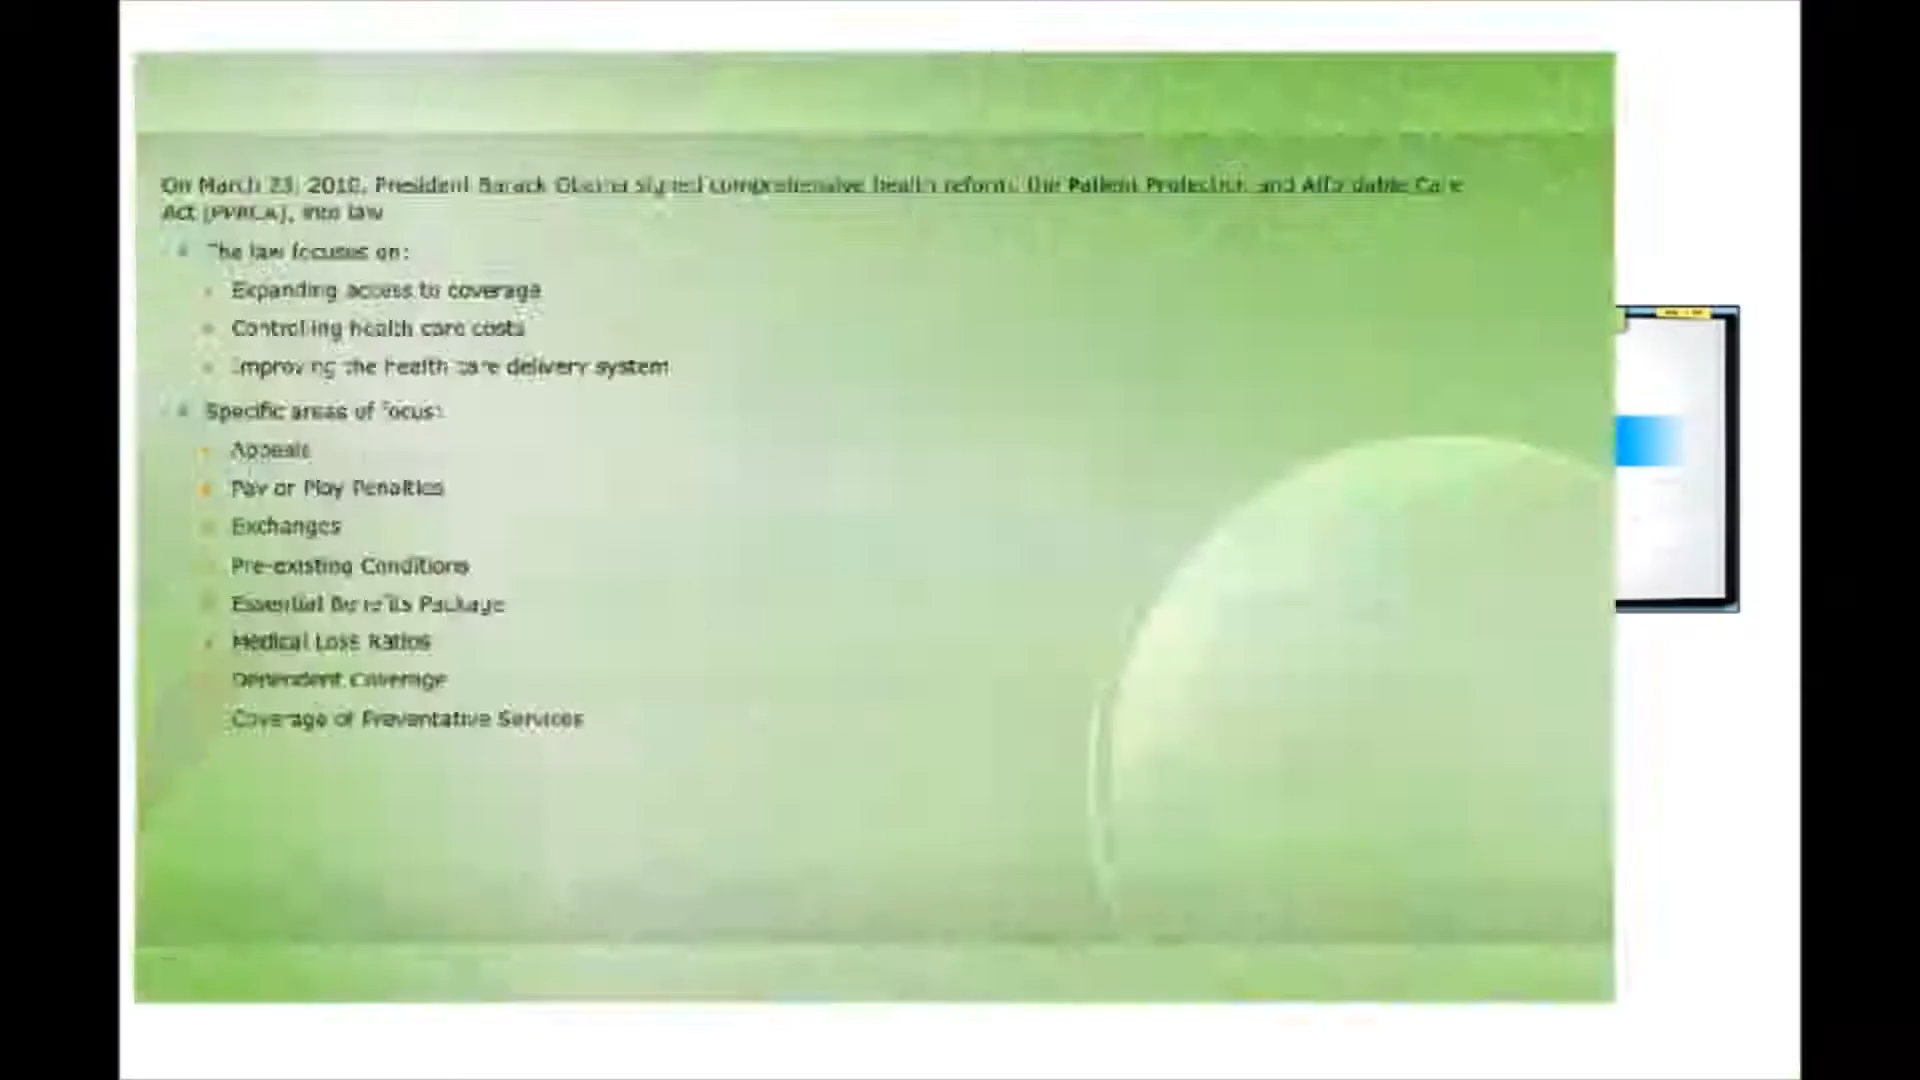 On March 23, 2010, President Barack Obama signed comprehensive health reform, the Patient Protection and Affordable Care
Act (PPACA), into law
The law focuses on:
Expanding access to coverage
Controlling health care costs
Improving the health care delivery system
Specific areas of focus:
Appeals
Pay or Play Penalties
Exchanges
Pre-existing Conditions
Essential Benefits Package
Medical Loss Ratios
Dependent Coverage
Coverage of Preventative Services